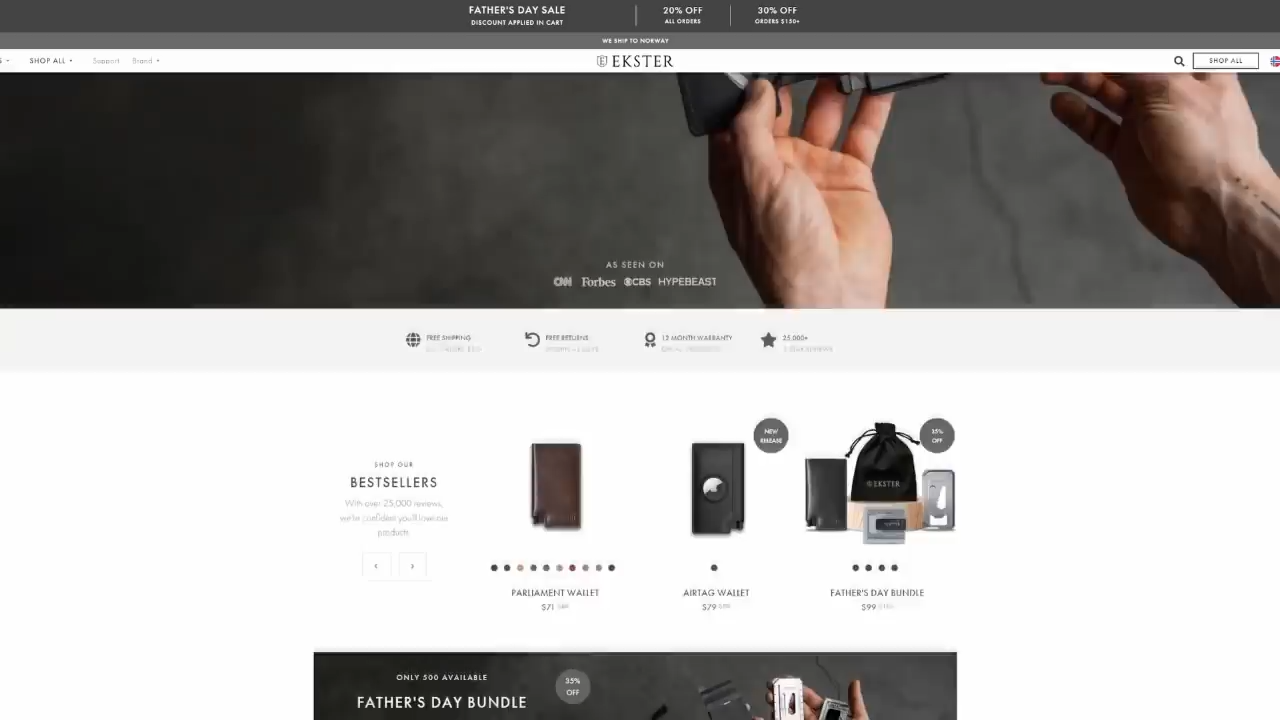 FATHER'S DAY SALE
DISCOUNT APPLIED IN CART
20% OFF
ALL ORDERS
30% OFF
ORDERS $150+
WE SHIP TO NORWAY
SHOP ALL
Support
Brand
EKSTER
SHOP ALL
AS SEEN ON
CNN Forbes CBS HYPEBEAST
FREE SHIPPING
FREE RETURNS
12 MONTH WARRANTY
25,000+
NEW
RELEASE
35%
OFF
EKSTER
SHOP OUR
BESTSELLERS
With over 25,000 reviews,
we're confident you'll love our
products
PARLIAMENT WALLET
$71
AIRTAG WALLET
$79
FATHER'S DAY BUNDLE
$99
ONLY 500 AVAILABLE
FATHER'S DAY BUNDLE
35%
OFF